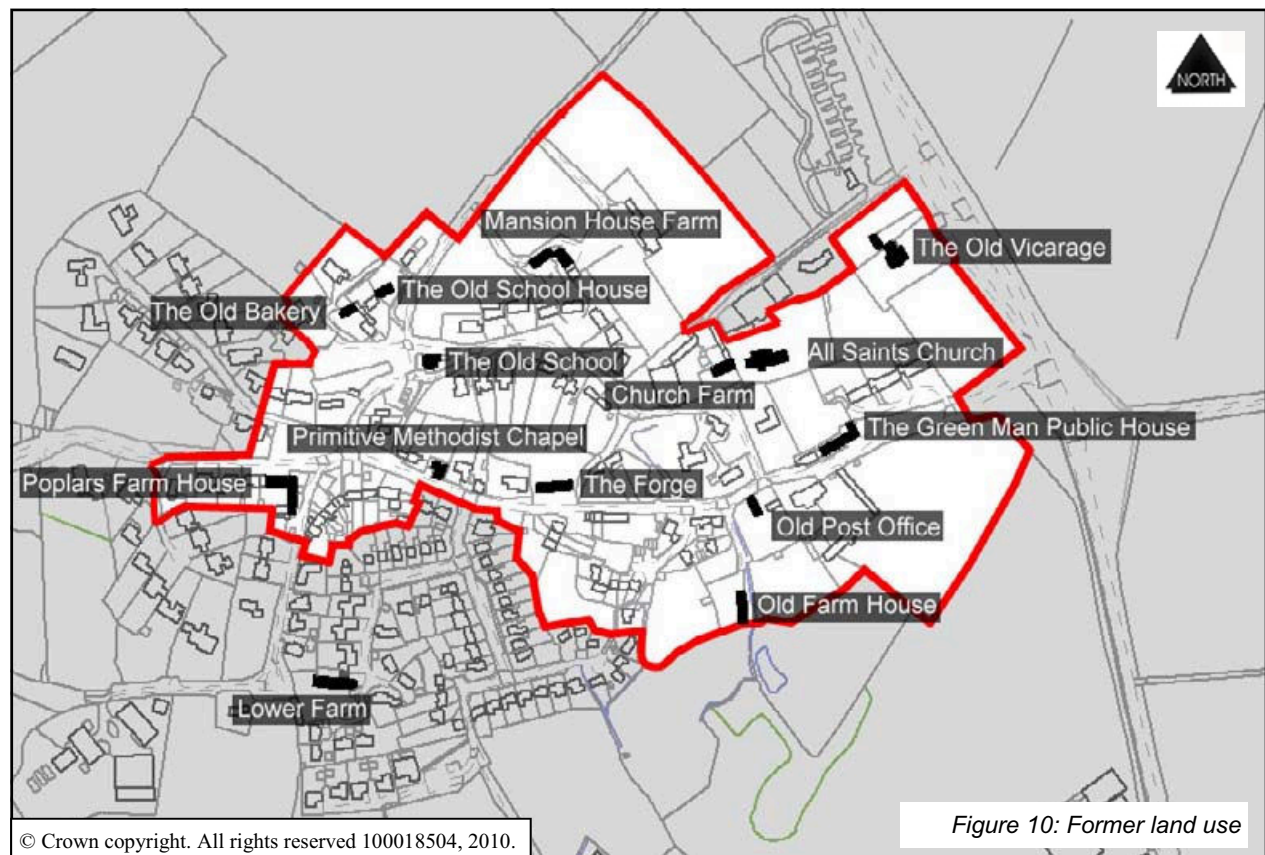 NORTH
Mansion House Farm
The Old Vicarage
The Old School House
The Old Bakery
The Old School
All Saints Church
Church Farm
Primitive Methodist Chapel
The Green Man Public House
Poplars Farm House
The Forge
Old Post Office
Old Farm House
Lower Farm
© Crown copyright. All rights reserved 100018504, 2010.
Figure 10: Former land use